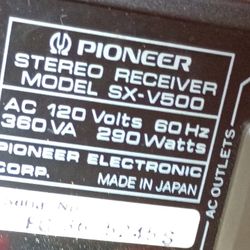 PIONEER
STEREO RECEIVER
MODEL SX-V500
AC 120 Volts 60 Hz
360 VA 290 Watts
PIONEER ELECTRONIC
CORP. MADE IN JAPAN
AC OUTLETS